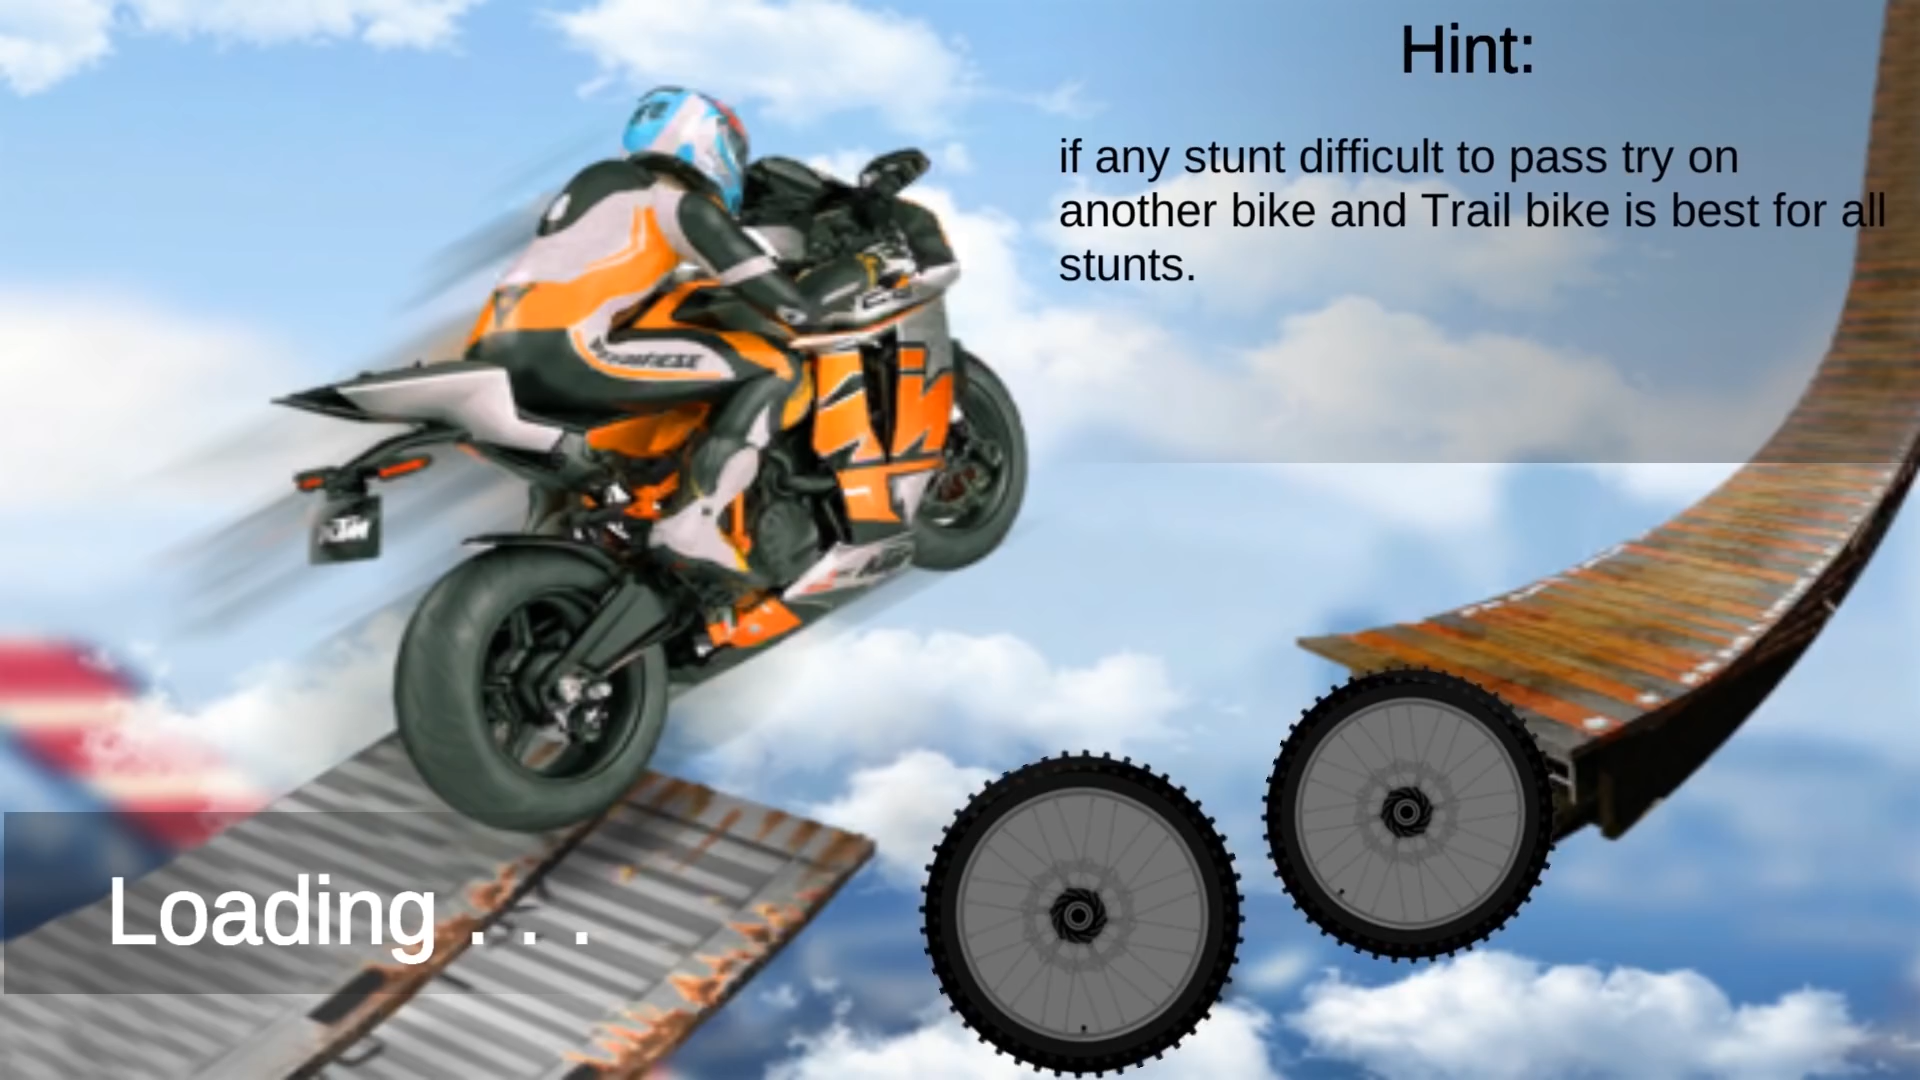 Hint:
if any stunt difficult to pass try on
another bike and Trail bike is best for all
stunts.
KTM
Loading . . .